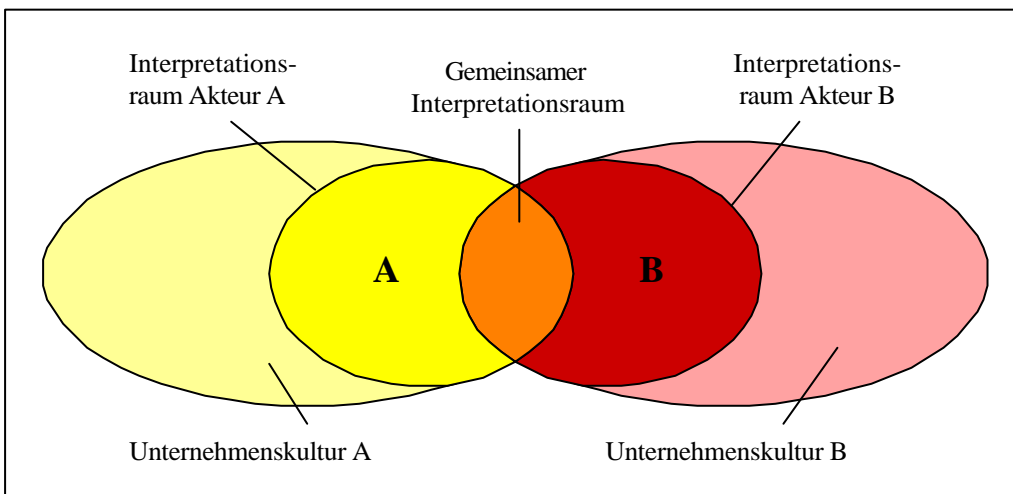 Interpretations-
raum Akteur A
Gemeinsamer
Interpretationsraum
Interpretations-
raum Akteur B
A
B
Unternehmenskultur A
Unternehmenskultur B